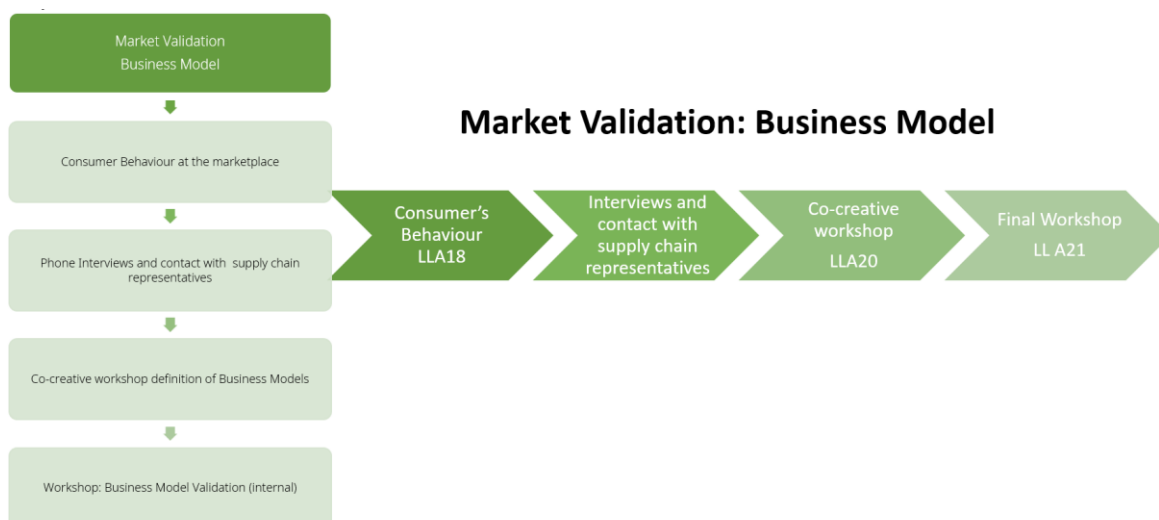 Market Validation
Business Model
Consumer Behaviour at the marketplace
Phone Interviews and contact with supply chain
representatives
Co-creative workshop definition of Business Models
Workshop: Business Model Validation (internal)
Market Validation: Business Model
Consumer's
Behaviour
LLA18
Interviews and
contact with
supply chain
representatives
Co-creative
workshop
LLA20
Final Workshop
LL A21